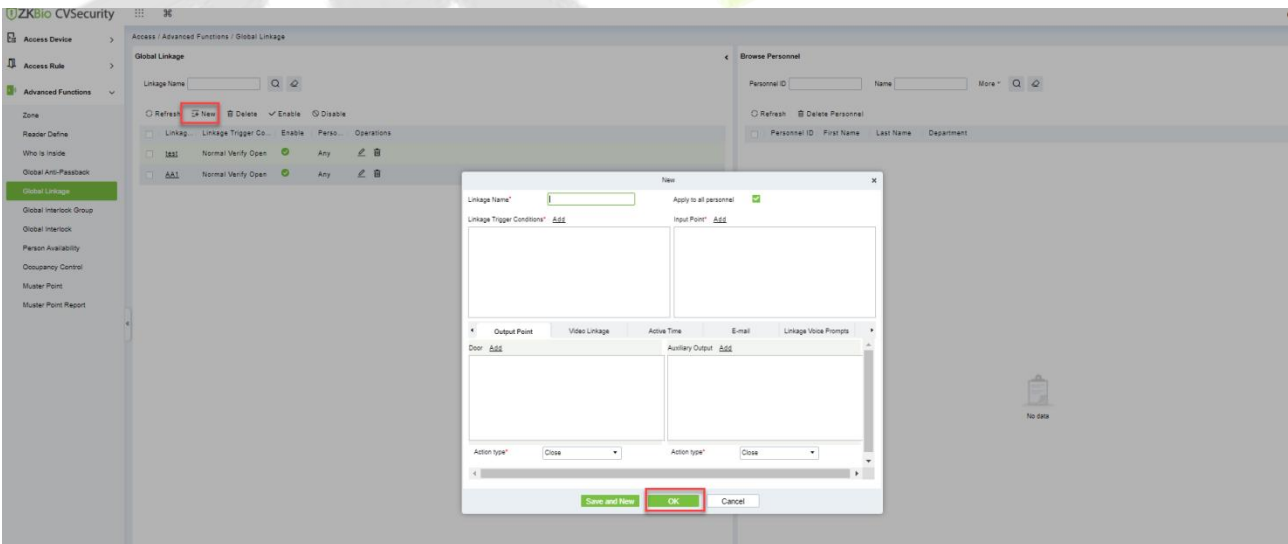 ZKBio CVSecurity
Access Device
Access Rule
Advanced Functions
Zone
Reader Define
Who Is Inside
Global Anti-Passback
Global Linkage
Global Interlock Group
Global Interlock
Person Availability
Occupancy Control
Muster Point
Muster Point Report
Access / Advanced Functions / Global Linkage
Global Linkage
Linkage Name
Refresh New Delete Enable Disable
Linkag... Linkage Trigger Co... Enable Perso... Operations
test Normal Verify Open Any
AA1 Normal Verify Open Any
Browse Personnel
Personnel ID Name More
Refresh Delete Personnel
Personnel ID First Name Last Name Department
No data
New
Linkage Name* Apply to all personnel
Linkage Trigger Conditions* Add Input Point* Add
Output Point Video Linkage Active Time E-mail Linkage Voice Prompts
Door Add Auxiliary Output Add
Action type* Close Action type* Close
Save and New OK Cancel